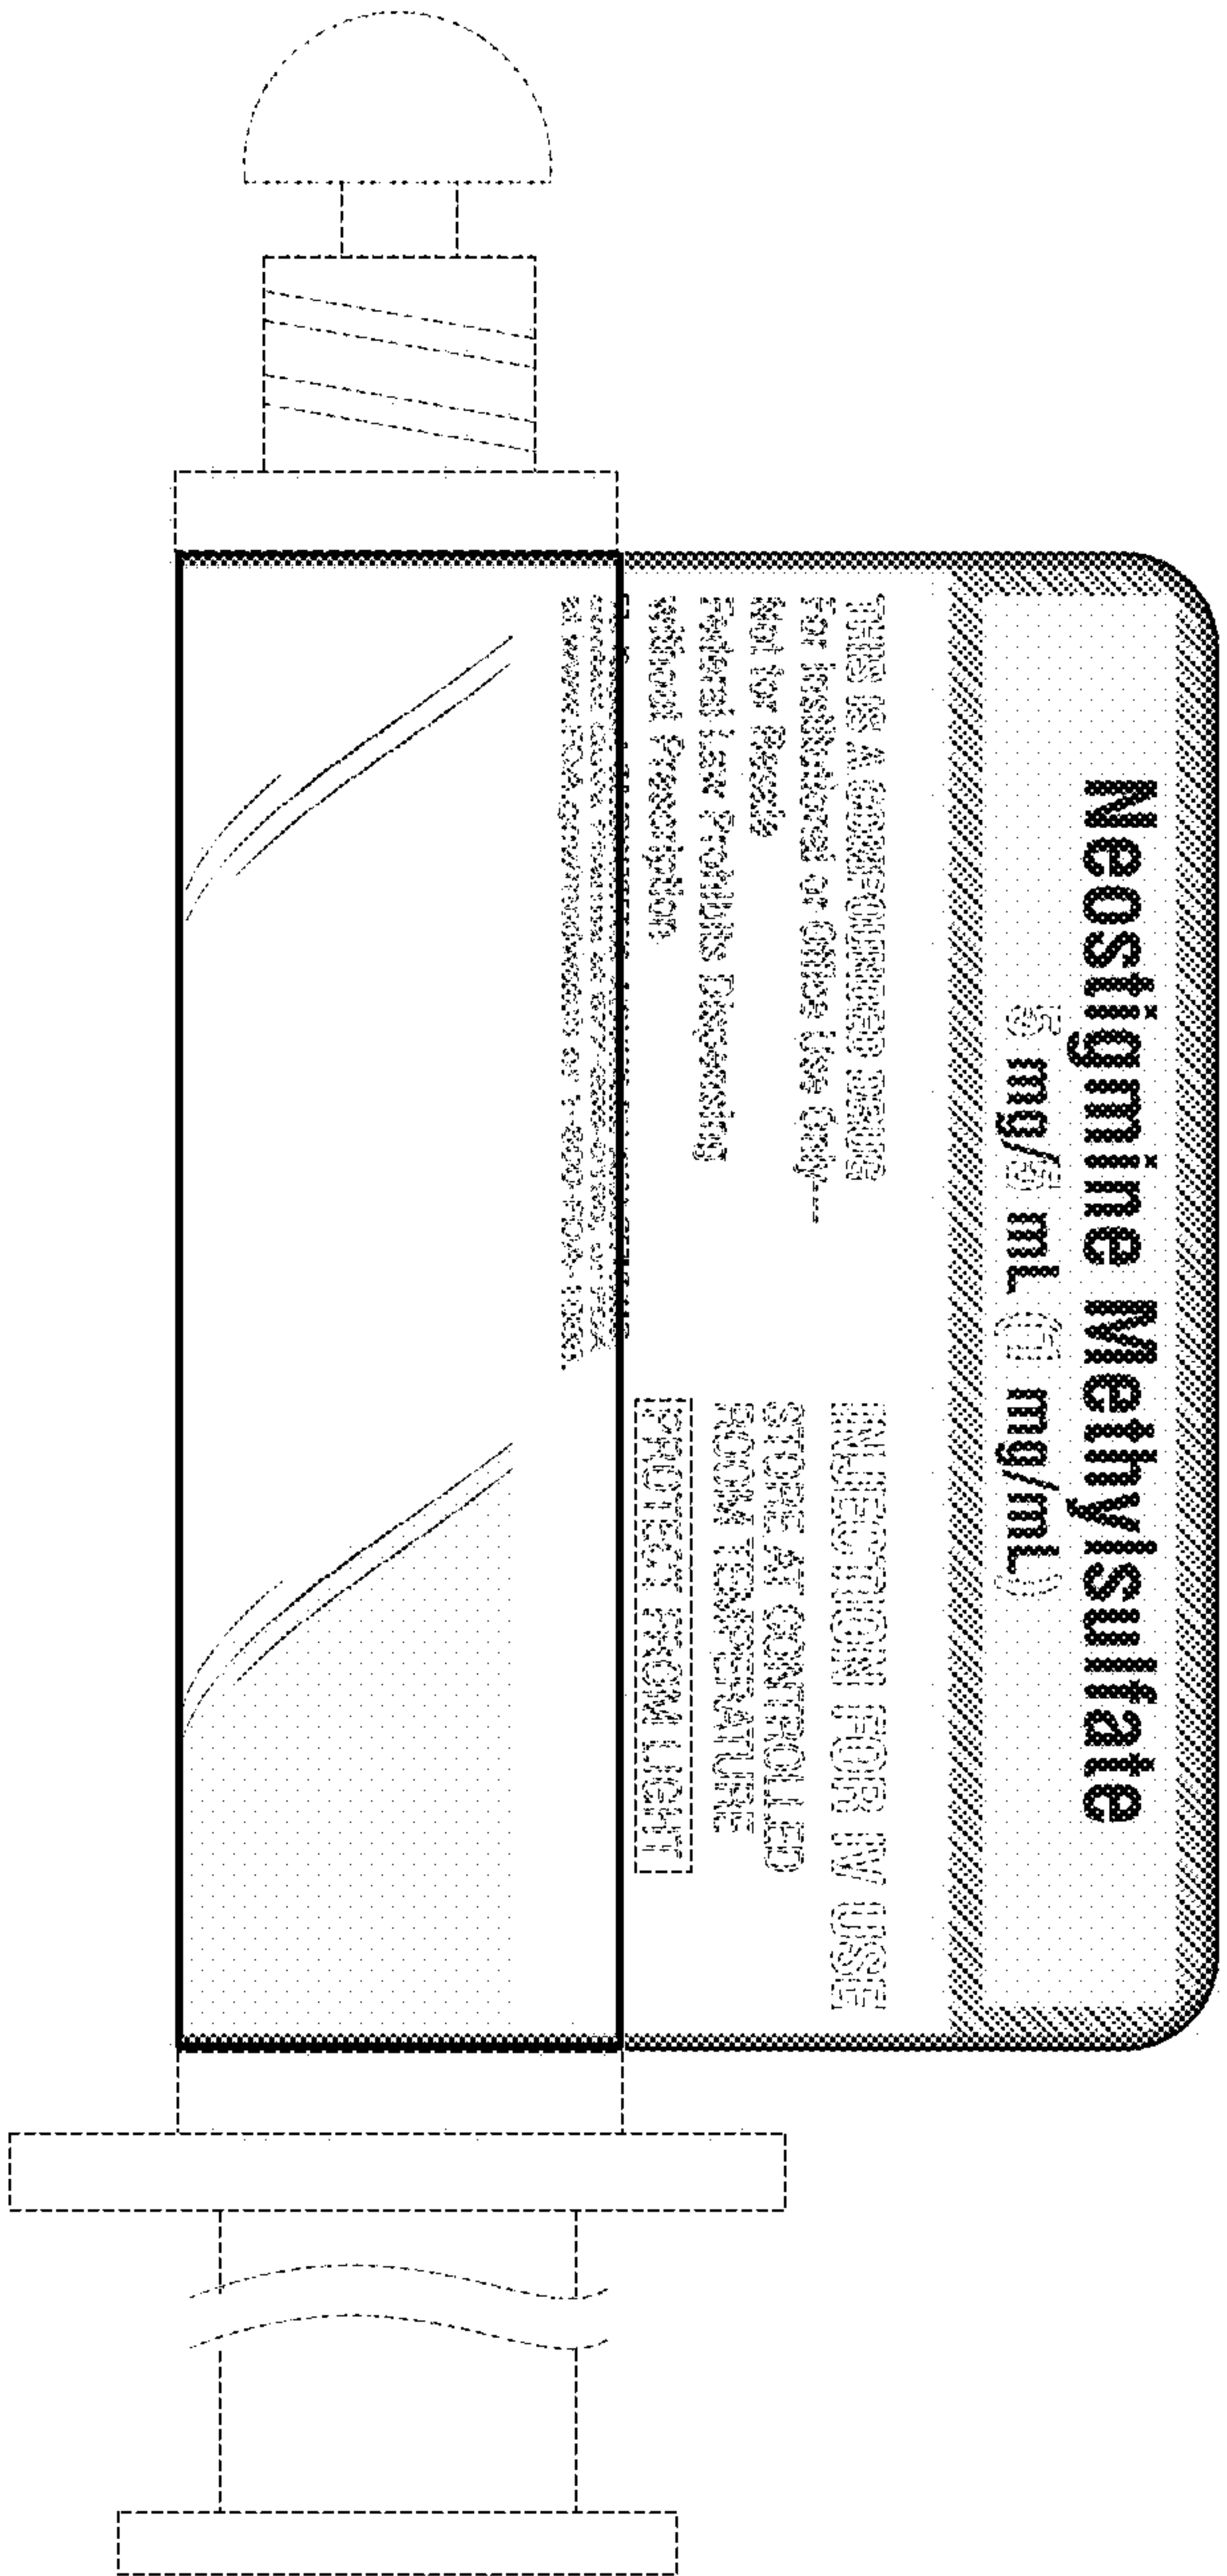 Neostigmine Methylsulfate
5 mg/5 mL (1 mg/mL)
THIS IS A COMPOUNDED DRUG
For Institutional or Office Use Only—
Not for Resale
Federal Law Prohibits Dispensing
without Prescription
at www.FDA.gov/medwatch or 1-800-FDA-1088
INJECTION FOR IV USE
STORE AT CONTROLLED
ROOM TEMPERATURE
PROTECT FROM LIGHT